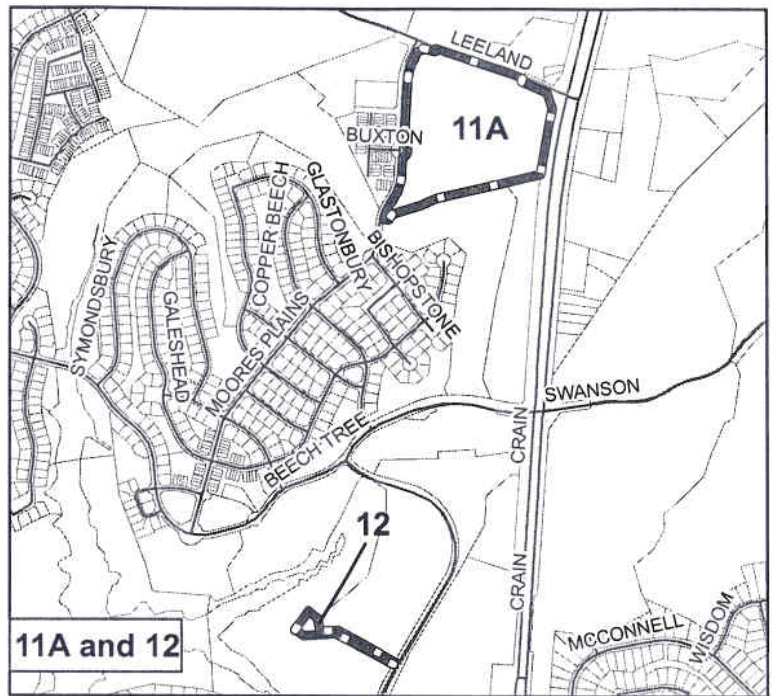 LEELAND
11A
BUXTON
GLASTONBURY
COPPER BEECH
BISHOPSTONE
SYMONDSBURY
GALESHEAD
MOORES PLAINS
SWANSON
CRAIN
BEECH TREE
12
CRAIN
MCCONNELL
WISDOM
11A and 12